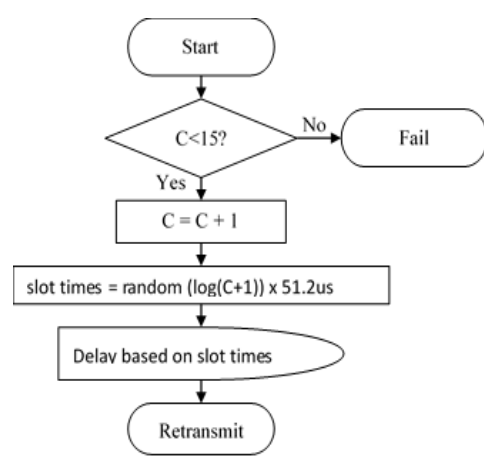 Start
C<15?
No
Fail
Yes
C = C + 1
slot times = random (log(C+1)) x 51.2us
Delay based on slot times
Retransmit